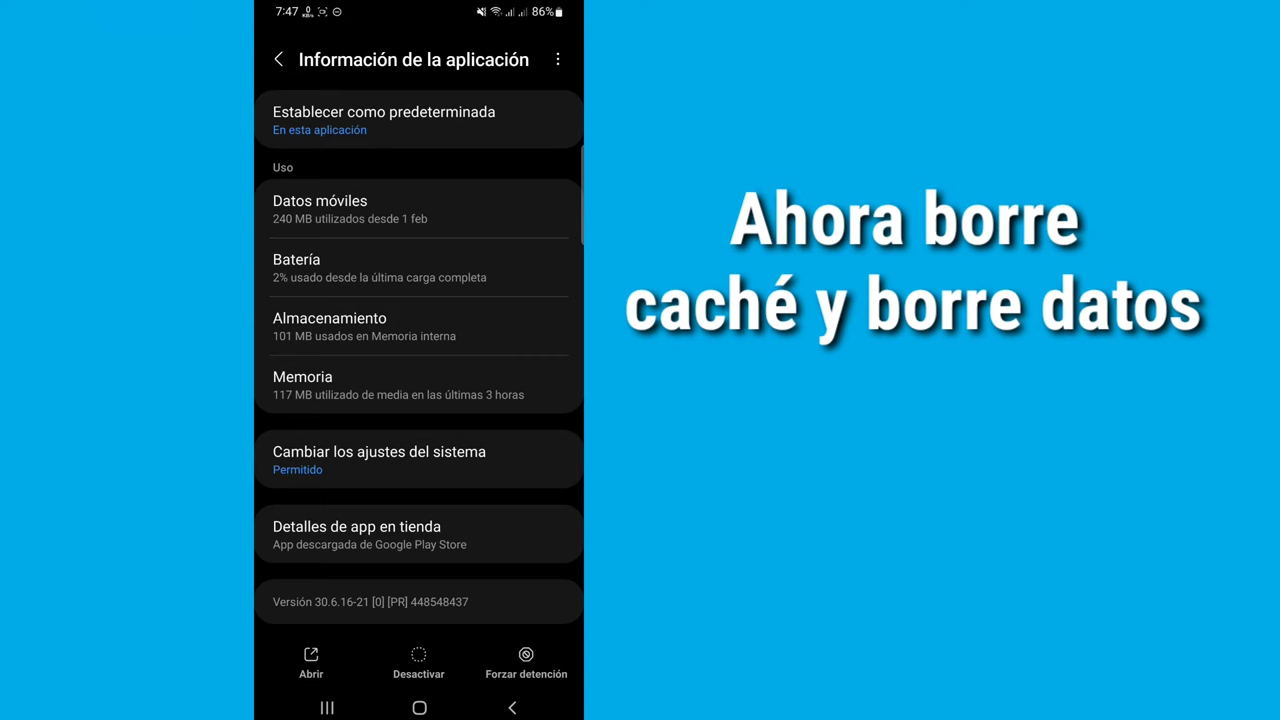 7:47 0 KB/s 86%
Información de la aplicación
Establecer como predeterminada
En esta aplicación
Uso
Datos móviles
240 MB utilizados desde 1 feb
Batería
2% usado desde la última carga completa
Almacenamiento
101 MB usados en Memoria interna
Memoria
117 MB utilizado de media en las últimas 3 horas
Cambiar los ajustes del sistema
Permitido
Detalles de app en tienda
App descargada de Google Play Store
Versión 30.6.16-21 [0] [PR] 448548437
Abrir Desactivar Forzar detención
Ahora borre
caché y borre datos